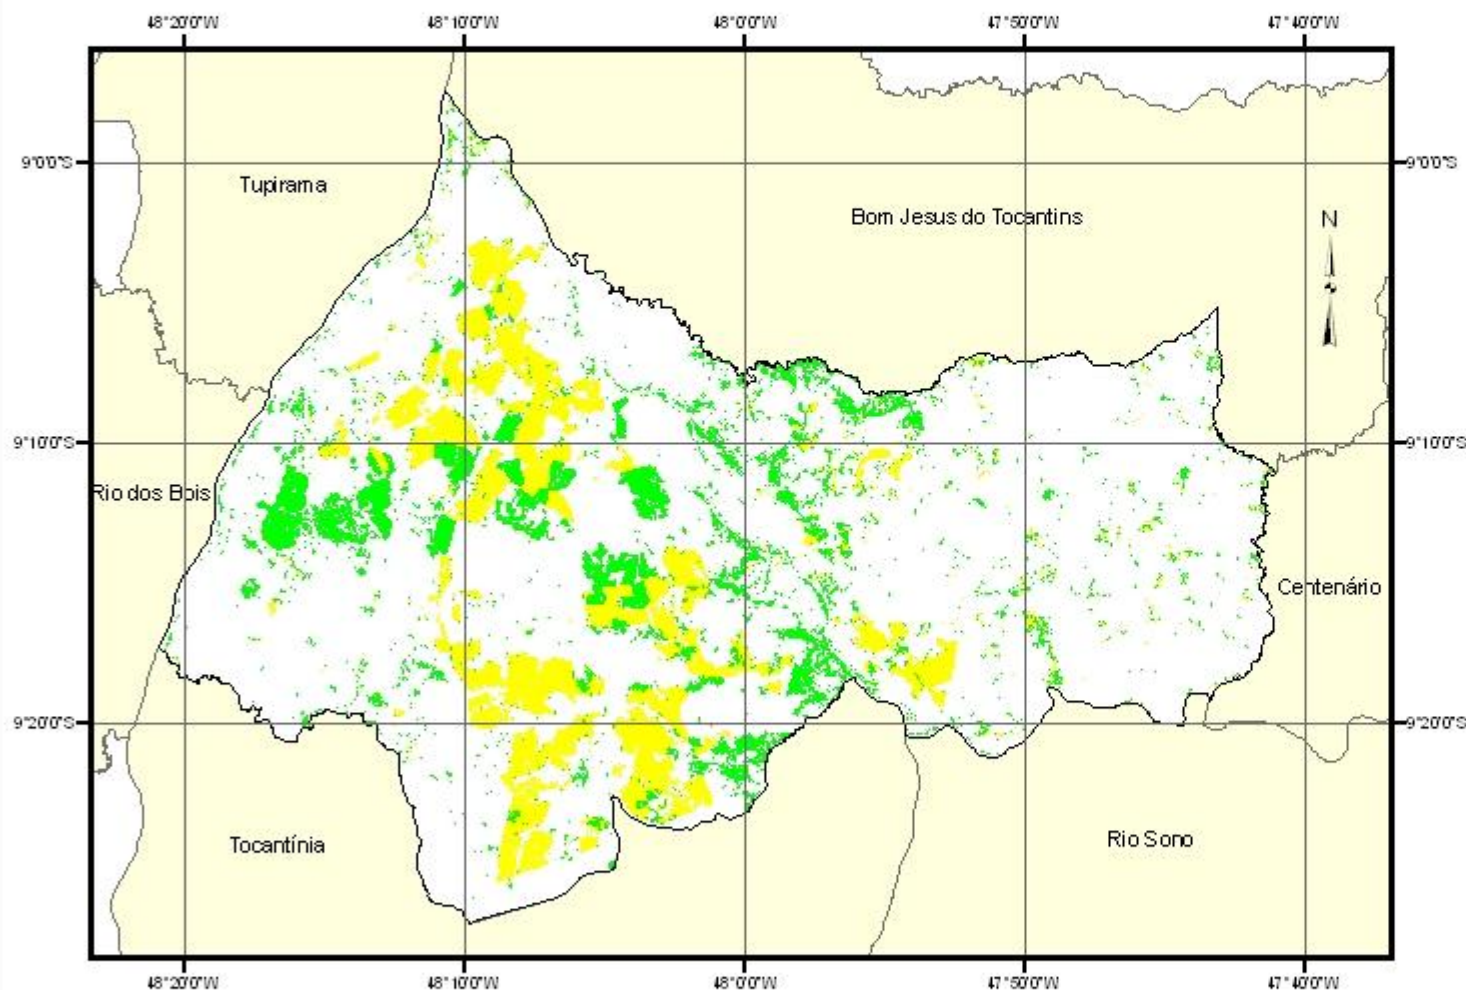 48°20'0"W 48°10'0"W 48°0'0"W 47°50'0"W 47°40'0"W
9°0'0"S 9°0'0"S
Tupirama
Bom Jesus do Tocantins
N
9°10'0"S 9°10'0"S
Rio dos Bois
Centenário
9°20'0"S 9°20'0"S
Tocantínia
Rio Sono
48°20'0"W 48°10'0"W 48°0'0"W 47°50'0"W 47°40'0"W